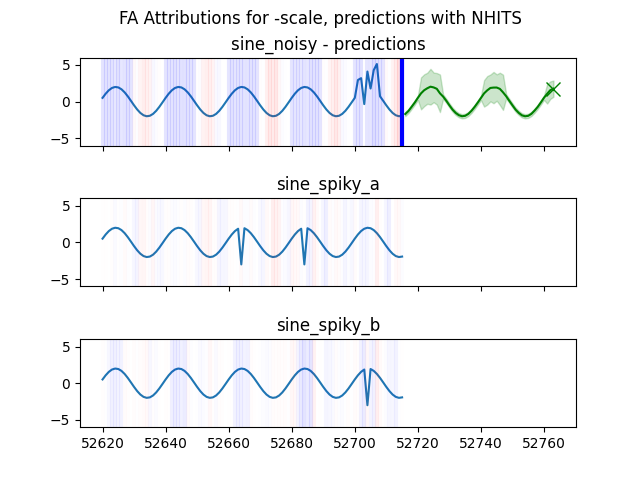 FA Attributions for -scale, predictions with NHITS
sine_noisy - predictions
5
0
−5
sine_spiky_a
5
0
−5
sine_spiky_b
5
0
−5
52620 52640 52660 52680 52700 52720 52740 52760